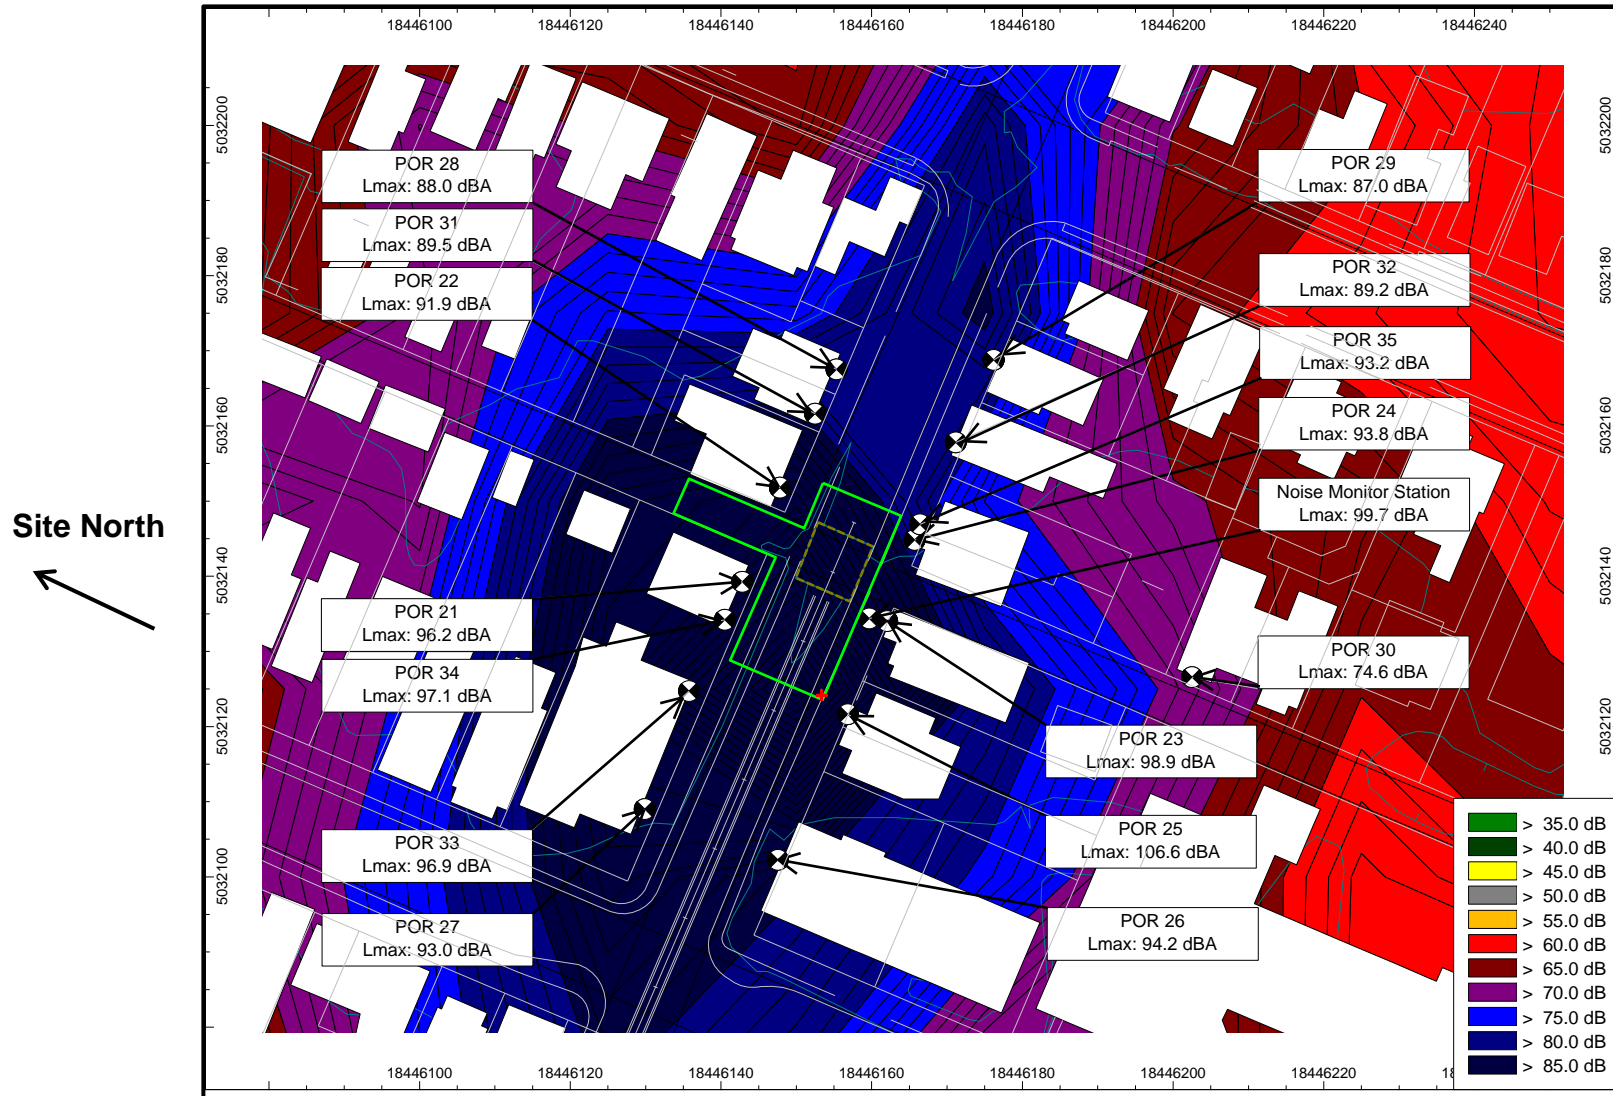 18446100 18446120 18446140 18446160 18446180 18446200 18446220 18446240
5032200 5032200
POR 28
Lmax: 88.0 dBA
POR 29
Lmax: 87.0 dBA
POR 31
Lmax: 89.5 dBA
5032180 5032180
POR 32
Lmax: 89.2 dBA
POR 22
Lmax: 91.9 dBA
POR 35
Lmax: 93.2 dBA
5032160 5032160
POR 24
Lmax: 93.8 dBA
Noise Monitor Station
Lmax: 99.7 dBA
Site North
5032140 5032140
POR 21
Lmax: 96.2 dBA
POR 30
Lmax: 74.6 dBA
POR 34
Lmax: 97.1 dBA
5032120 5032120
POR 23
Lmax: 98.9 dBA
POR 25
Lmax: 106.6 dBA
POR 33
Lmax: 96.9 dBA
5032100
POR 26
Lmax: 94.2 dBA
POR 27
Lmax: 93.0 dBA
> 35.0 dB
> 40.0 dB
> 45.0 dB
> 50.0 dB
> 55.0 dB
> 60.0 dB
> 65.0 dB
> 70.0 dB
> 75.0 dB
> 80.0 dB
> 85.0 dB
18446100 18446120 18446140 18446160 18446180 18446200 18446220